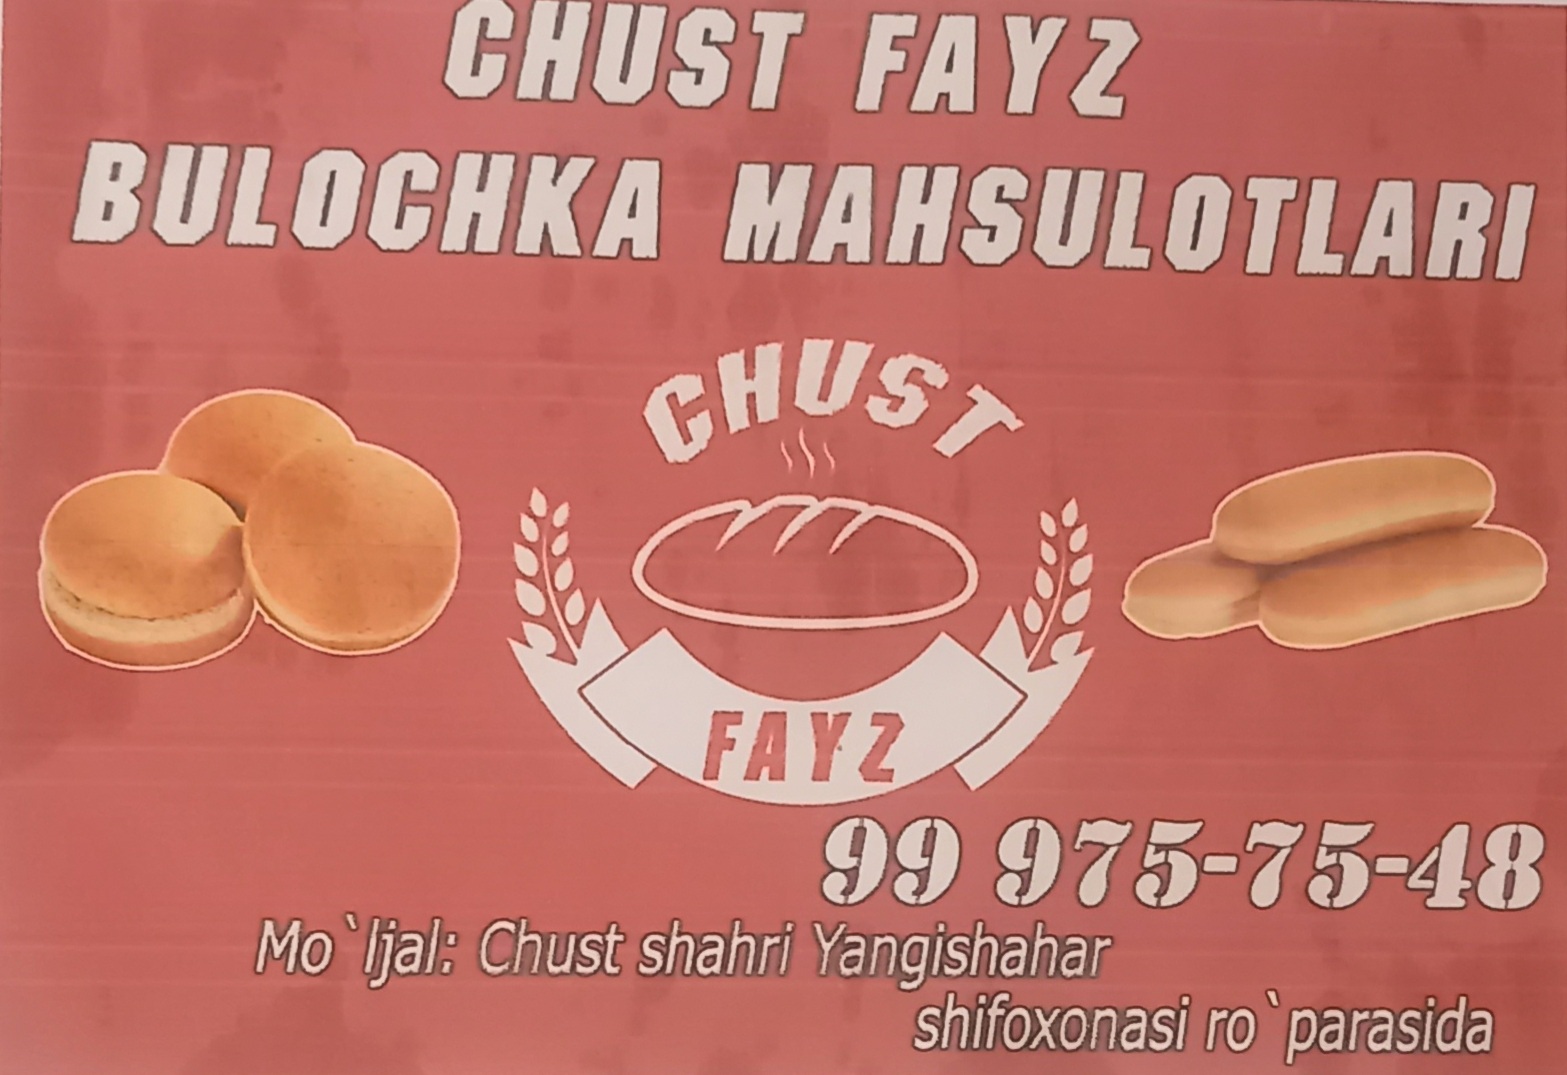 CHUST FAYZ
BULOCHKA MAHSULOTLARI
CHUST
FAYZ
99 975-75-48
Mo`ljal: Chust shahri Yangishahar
shifoxonasi ro`parasida